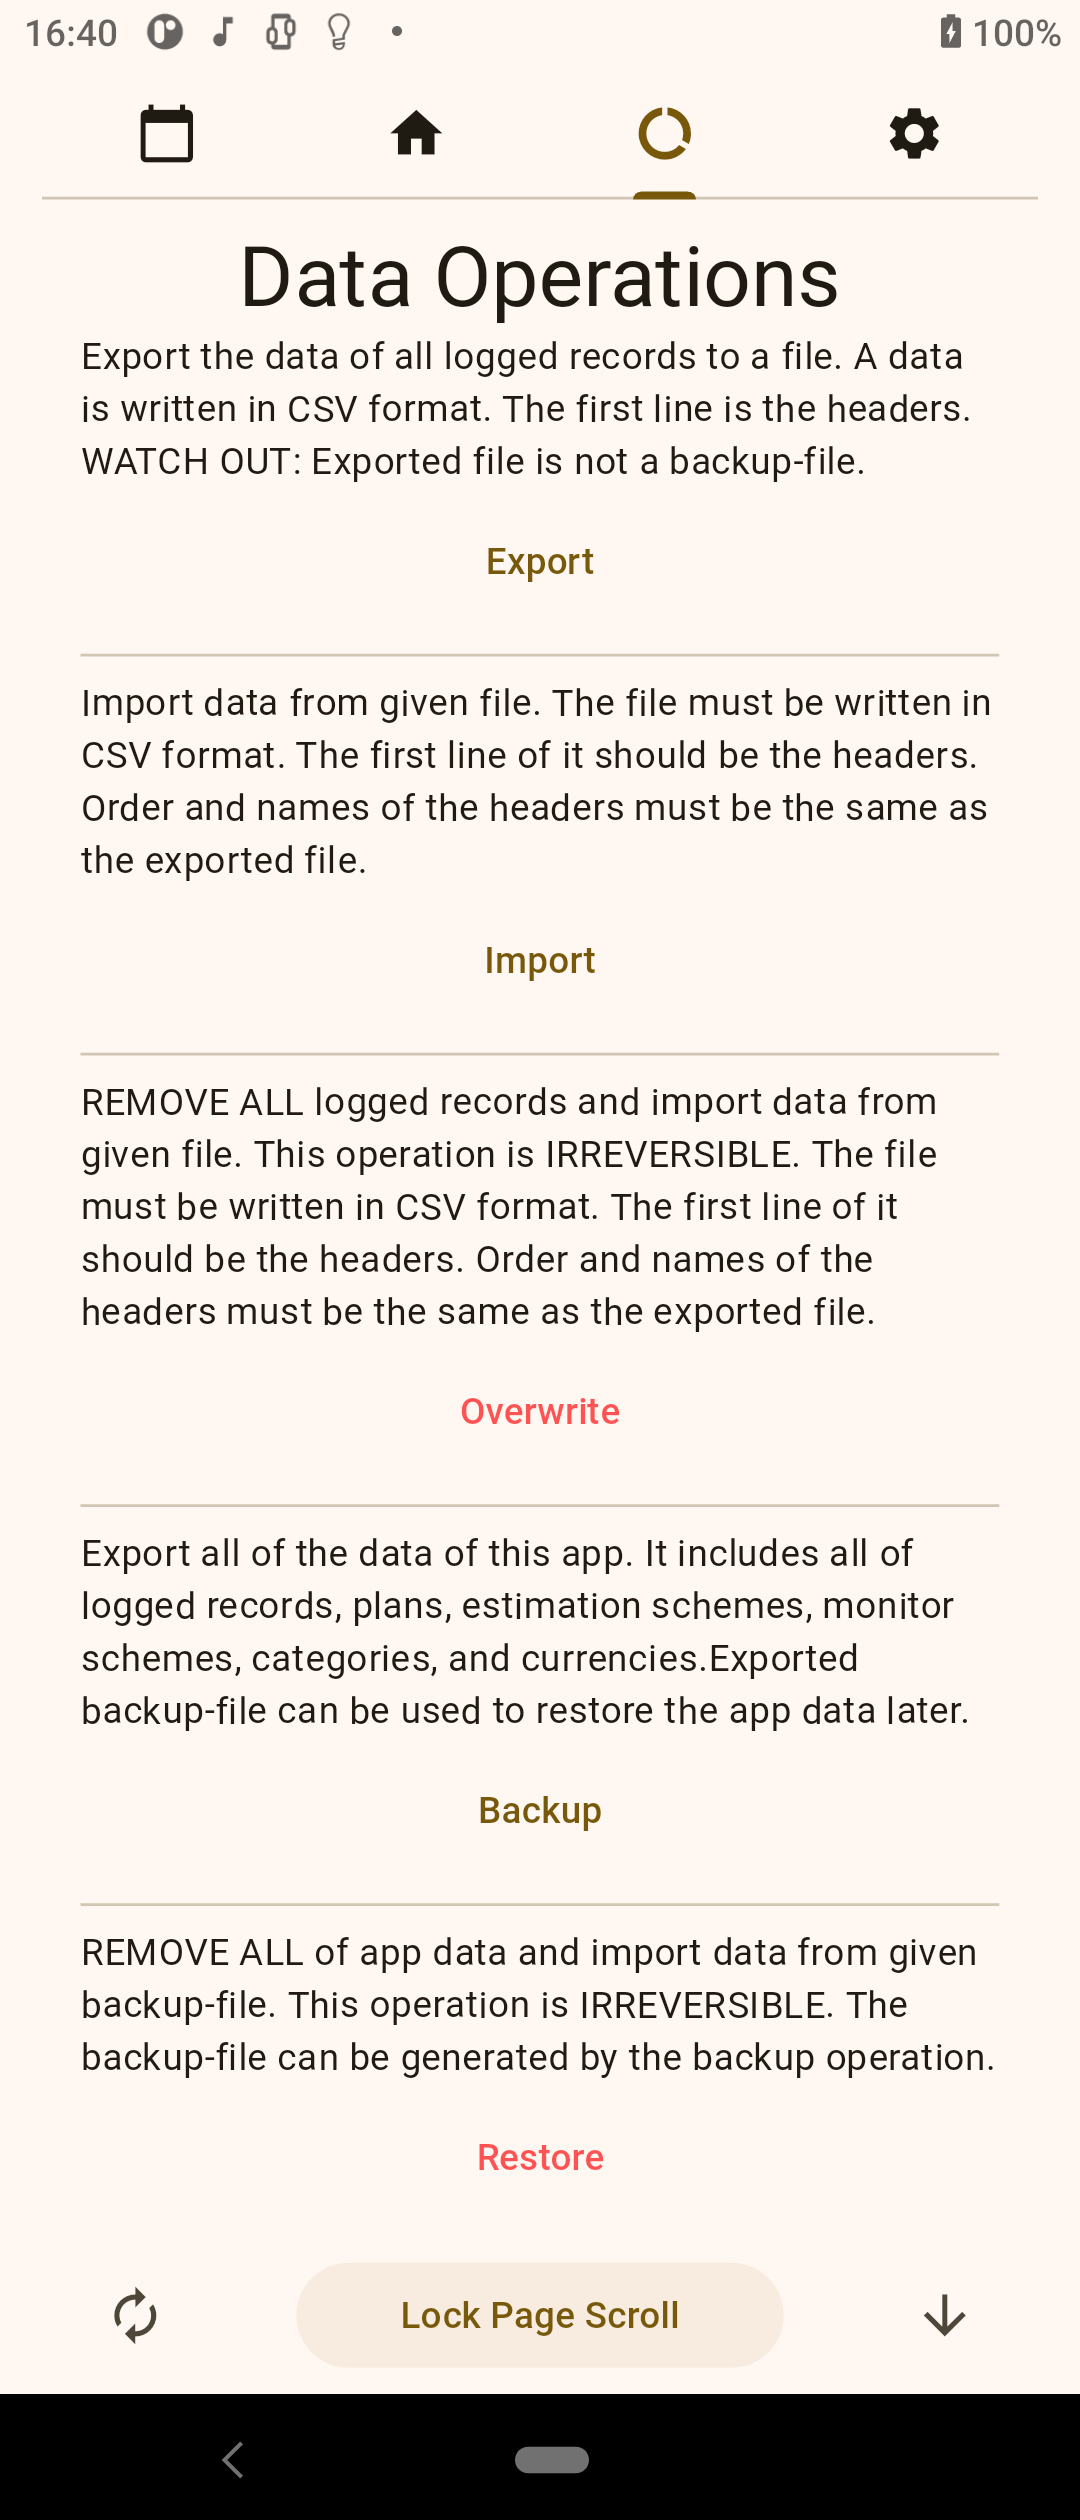 16:40
100%
Data Operations
Export the data of all logged records to a file. A data
is written in CSV format. The first line is the headers.
WATCH OUT: Exported file is not a backup-file.
Export
Import data from given file. The file must be written in
CSV format. The first line of it should be the headers.
Order and names of the headers must be the same as
the exported file.
Import
REMOVE ALL logged records and import data from
given file. This operation is IRREVERSIBLE. The file
must be written in CSV format. The first line of it
should be the headers. Order and names of the
headers must be the same as the exported file.
Overwrite
Export all of the data of this app. It includes all of
logged records, plans, estimation schemes, monitor
schemes, categories, and currencies.Exported
backup-file can be used to restore the app data later.
Backup
REMOVE ALL of app data and import data from given
backup-file. This operation is IRREVERSIBLE. The
backup-file can be generated by the backup operation.
Restore
Lock Page Scroll